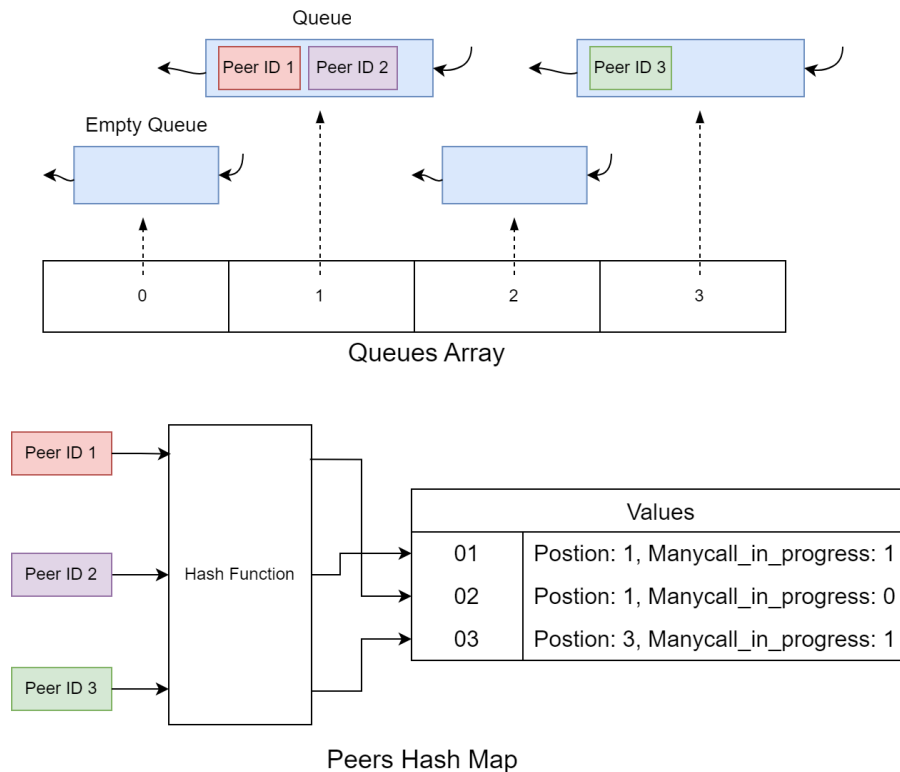 Queue
Peer ID 1
Peer ID 2
Peer ID 3
Empty Queue
0
1
2
3
Queues Array
Peer ID 1
Peer ID 2
Peer ID 3
Hash Function
Values
01 Postion: 1, Manycall_in_progress: 1
02 Postion: 1, Manycall_in_progress: 0
03 Postion: 3, Manycall_in_progress: 1
Peers Hash Map